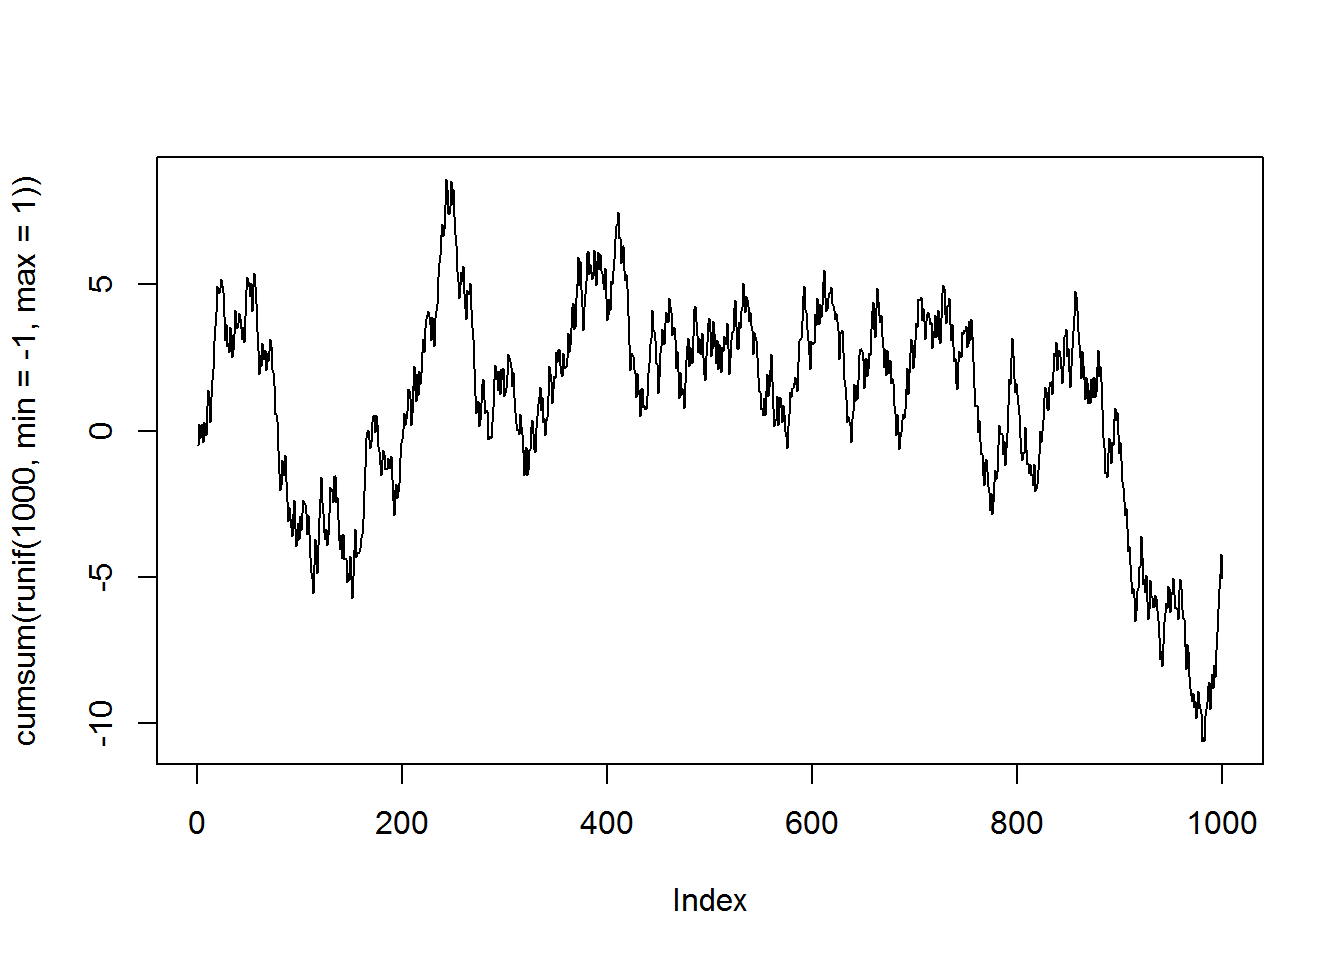 cumsum(runif(1000, min = -1, max = 1))
5
0
-5
-10
0 200 400 600 800 1000
Index